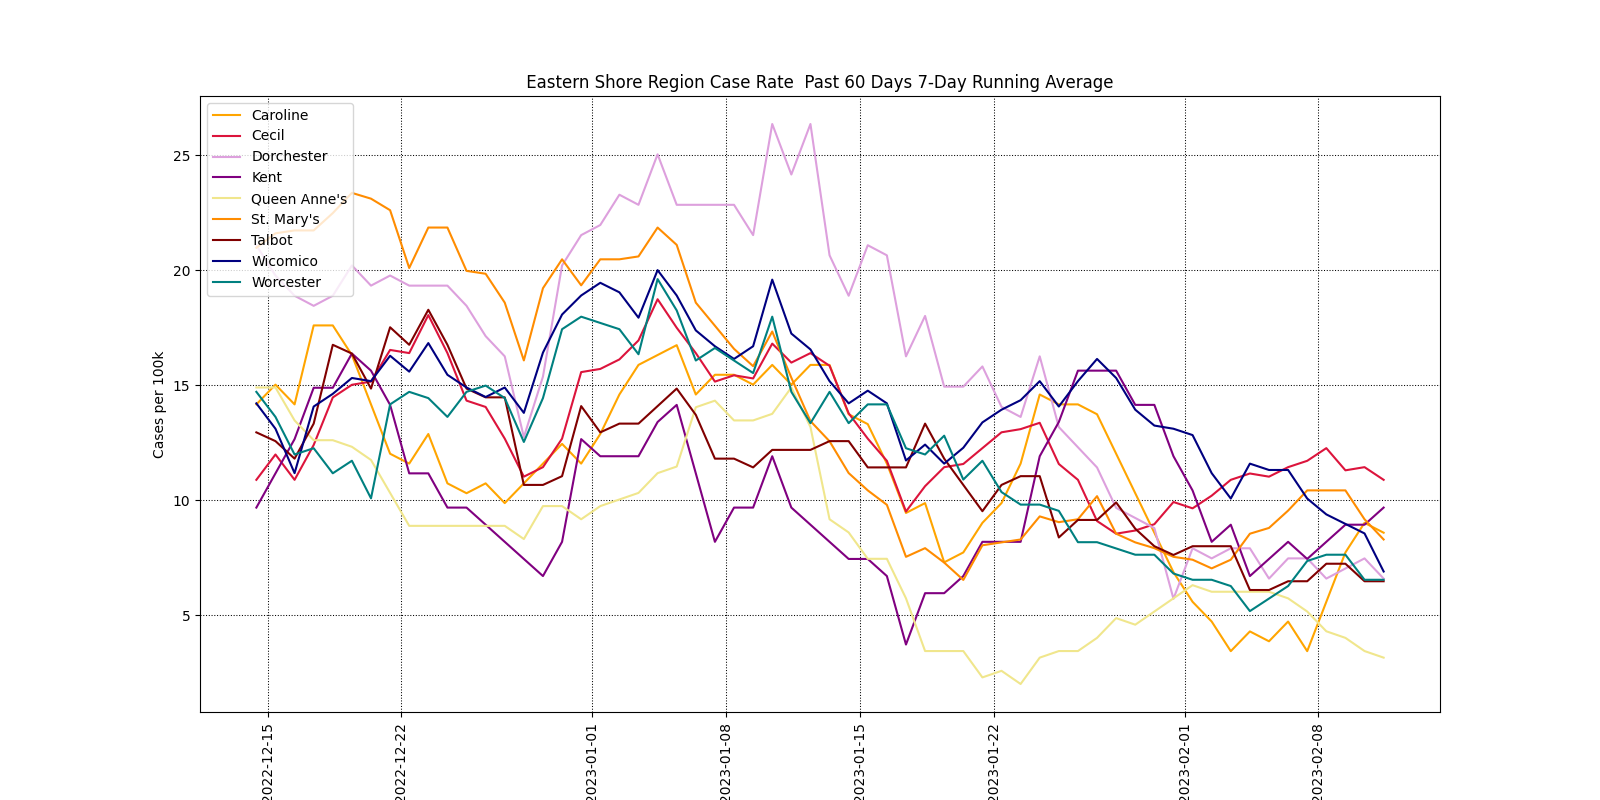 Eastern Shore Region Case Rate  Past 60 Days 7-Day Running Average
Caroline
Cecil
Dorchester
Kent
Queen Anne's
St. Mary's
Talbot
Wicomico
Worcester
Cases per 100k
25
20
15
10
5
2022-12-15
2022-12-22
2023-01-01
2023-01-08
2023-01-15
2023-01-22
2023-02-01
2023-02-08